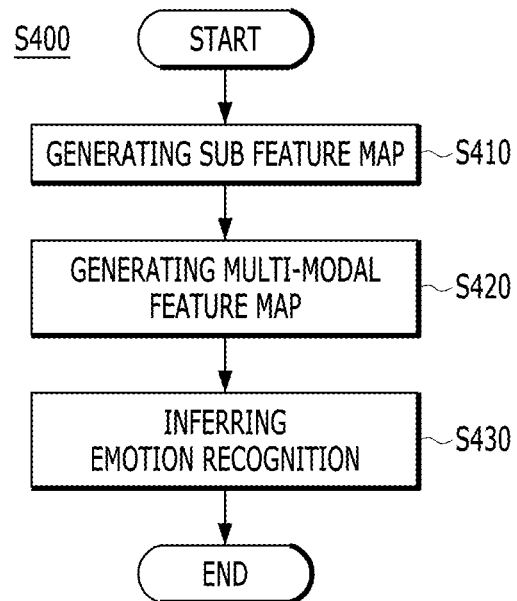 S400
START
GENERATING SUB FEATURE MAP
S410
GENERATING MULTI-MODAL
FEATURE MAP
S420
INFERRING
EMOTION RECOGNITION
S430
END